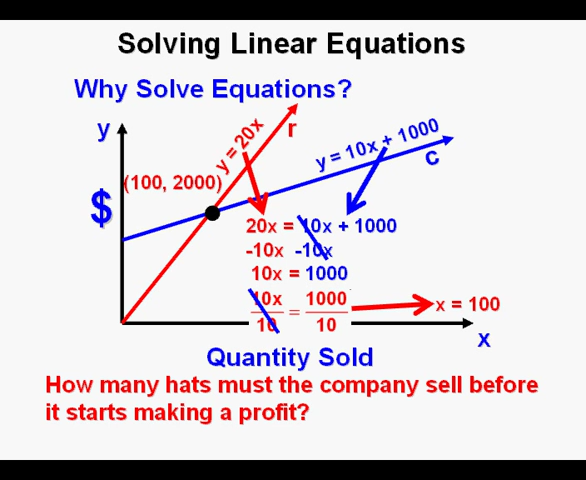 Solving Linear Equations
Why Solve Equations?
y
y = 20x
r
y = 10x + 1000
c
(100, 2000)
$
20x = 10x + 1000
-10x -10x
10x = 1000
10x = 1000
10 10
x = 100
x
Quantity Sold
How many hats must the company sell before
it starts making a profit?